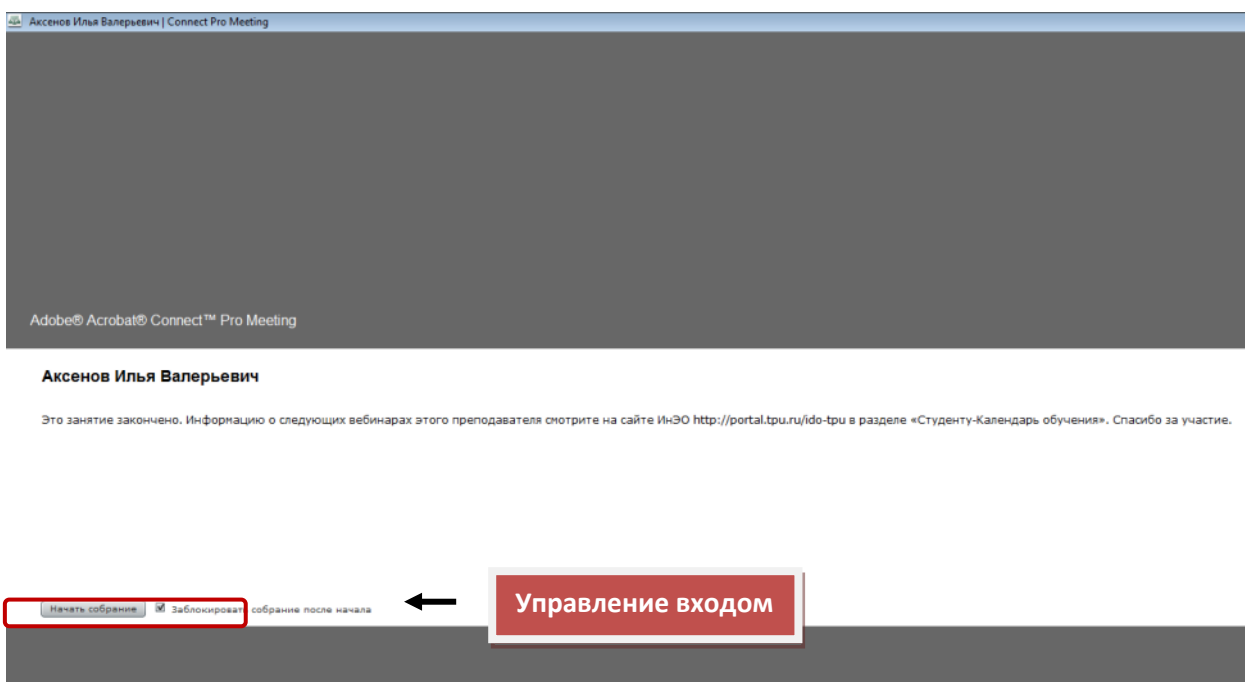 Аксенов Илья Валерьевич | Connect Pro Meeting
Adobe® Acrobat® Connect™ Pro Meeting
Аксенов Илья Валерьевич
Это занятие закончено. Информацию о следующих вебинарах этого преподавателя смотрите на сайте ИнЭО http://portal.tpu.ru/ido-tpu в разделе «Студенту-Календарь обучения». Спасибо за участие.
Начать собрание Заблокировать собрание после начала
Управление входом